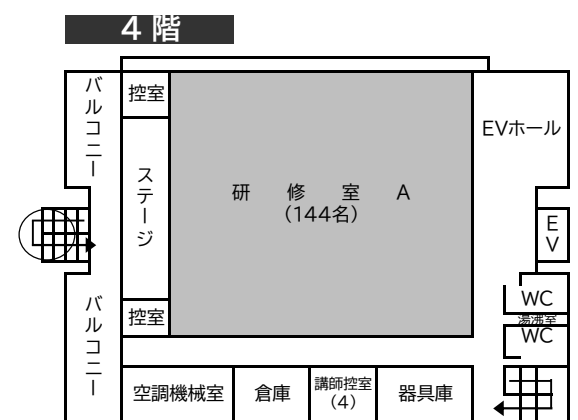 4階
バルコニー
控室
EVホール
ステージ
研修室A
(144名)
EV
控室
バルコニー
WC
湯沸室
WC
空調機械室
倉庫
講師控室
(4)
器具庫